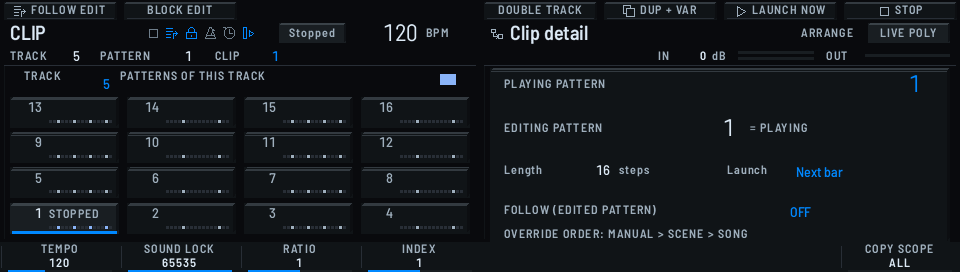 FOLLOW EDIT BLOCK EDIT DOUBLE TRACK DUP + VAR LAUNCH NOW STOP
CLIP Stopped 120 BPM Clip detail ARRANGE LIVE POLY
TRACK 5 PATTERN 1 CLIP 1 IN 0 dB OUT
TRACK 5 PATTERNS OF THIS TRACK
PLAYING PATTERN 1
13 14 15 16
EDITING PATTERN 1 = PLAYING
9 10 11 12
Length 16 steps Launch Next bar
5 6 7 8
FOLLOW (EDITED PATTERN) OFF
1 STOPPED 2 3 4
OVERRIDE ORDER: MANUAL > SCENE > SONG
TEMPO SOUND LOCK RATIO INDEX COPY SCOPE
120 65535 1 1 ALL